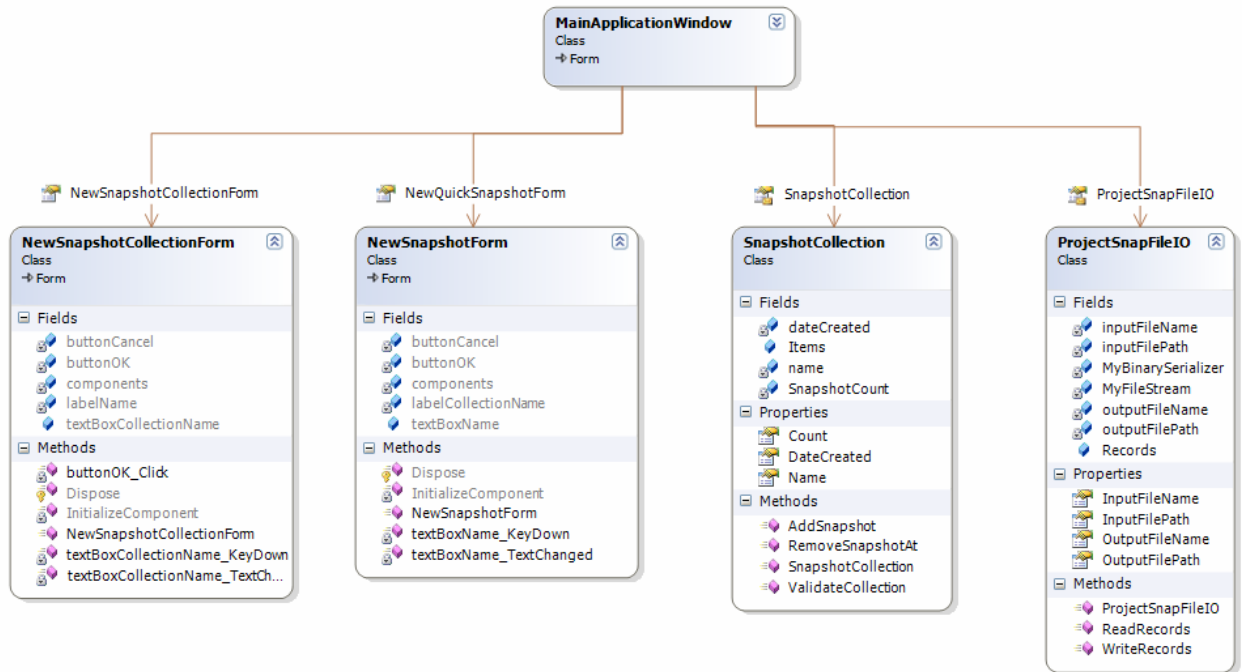 MainApplicationWindow
Class
Form
NewSnapshotCollectionForm
NewQuickSnapshotForm
SnapshotCollection
ProjectSnapFileIO
NewSnapshotCollectionForm
Class
Form
Fields
buttonCancel
buttonOK
components
labelName
textBoxCollectionName
Methods
buttonOK_Click
Dispose
InitializeComponent
NewSnapshotCollectionForm
textBoxCollectionName_KeyDown
textBoxCollectionName_TextCh...
NewSnapshotForm
Class
Form
Fields
buttonCancel
buttonOK
components
labelCollectionName
textBoxName
Methods
Dispose
InitializeComponent
NewSnapshotForm
textBoxName_KeyDown
textBoxName_TextChanged
SnapshotCollection
Class
Fields
dateCreated
Items
name
SnapshotCount
Properties
Count
DateCreated
Name
Methods
AddSnapshot
RemoveSnapshotAt
SnapshotCollection
ValidateCollection
ProjectSnapFileIO
Class
Fields
inputFileName
inputFilePath
MyBinarySerializer
MyFileStream
outputFileName
outputFilePath
Records
Properties
InputFileName
InputFilePath
OutputFileName
OutputFilePath
Methods
ProjectSnapFileIO
ReadRecords
WriteRecords